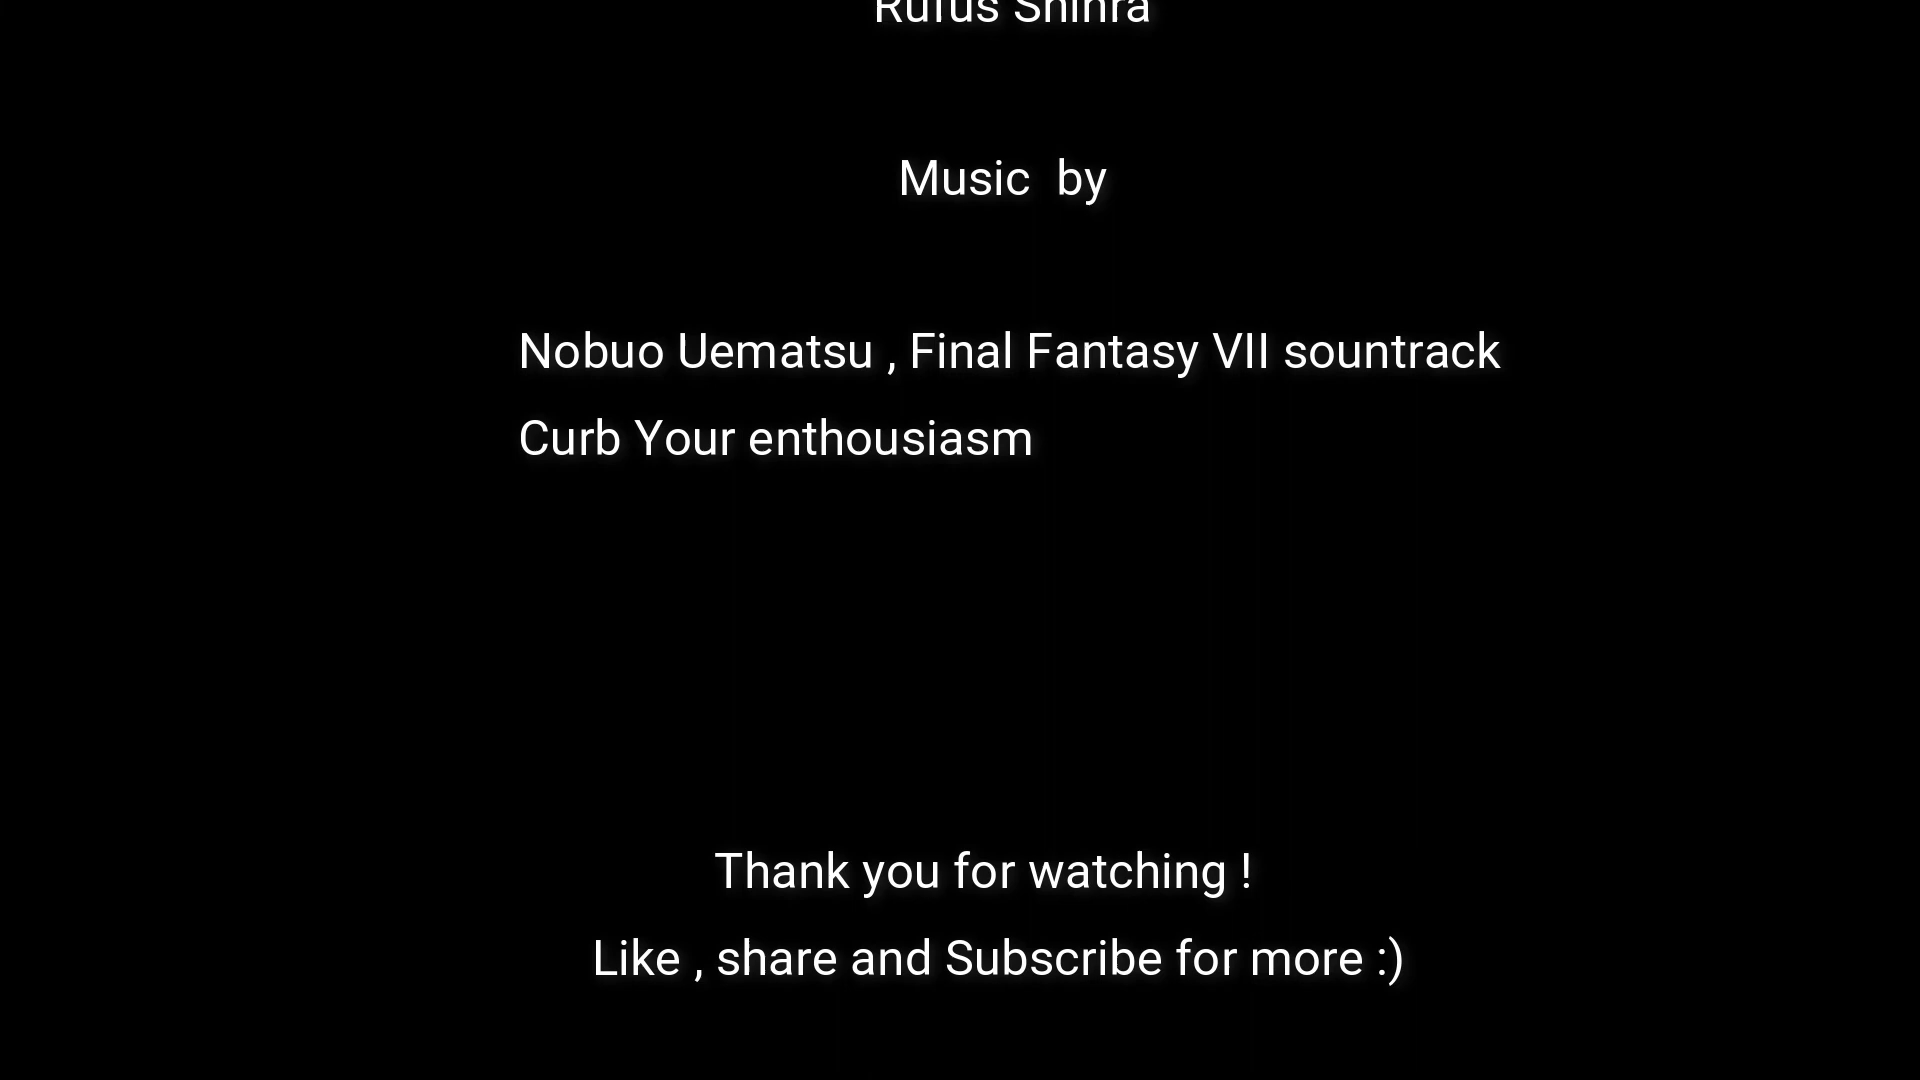 Rufus Shinra
Music by
Nobuo Uematsu , Final Fantasy VII sountrack
Curb Your enthousiasm
Thank you for watching !
Like , share and Subscribe for more :)